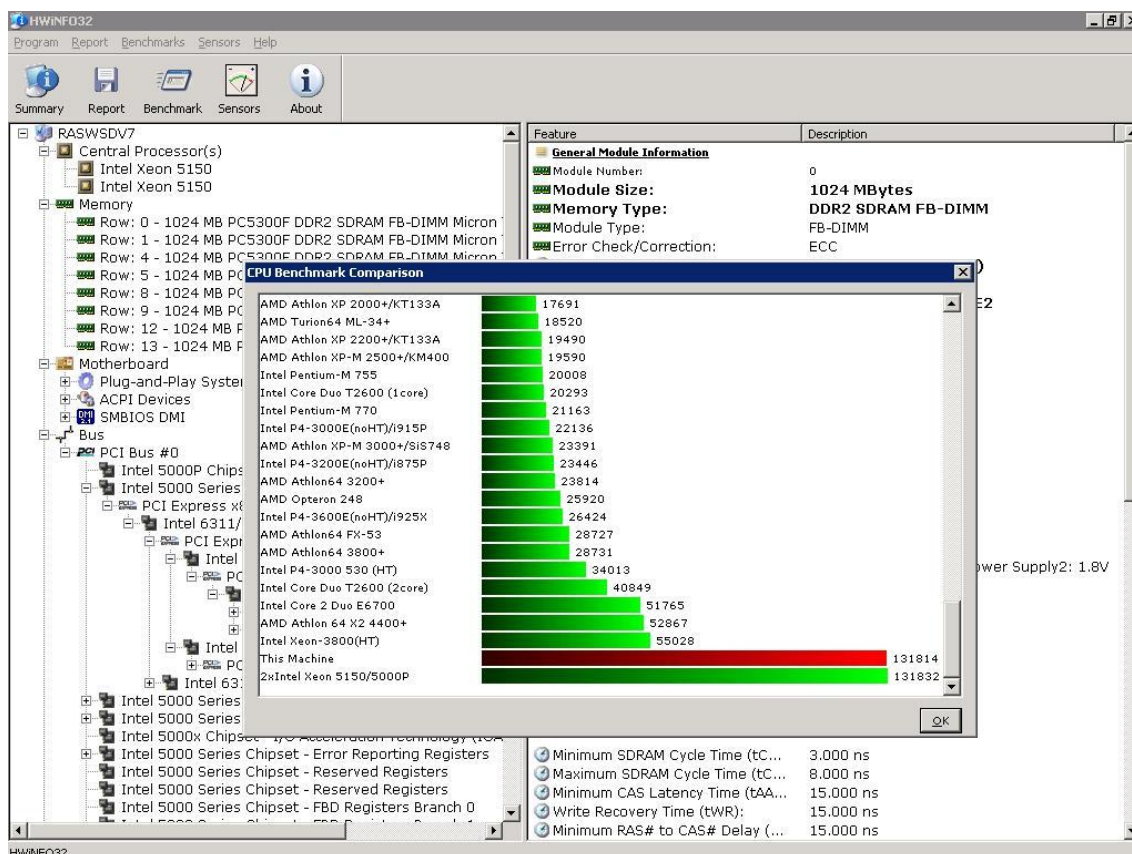 HWiNFO32
Program Report Benchmarks Sensors Help
Summary Report Benchmark Sensors About
RASWSDV7
Central Processor(s)
Intel Xeon 5150
Intel Xeon 5150
Memory
Row: 0 - 1024 MB PC5300F DDR2 SDRAM FB-DIMM Micron
Row: 1 - 1024 MB PC5300F DDR2 SDRAM FB-DIMM Micron
Row: 4 - 1024 MB PC5300F DDR2 SDRAM FB-DIMM Micron
Row: 5 - 1024 MB PC
Row: 8 - 1024 MB PC
Row: 9 - 1024 MB PC
Row: 12 - 1024 MB P
Row: 13 - 1024 MB P
Motherboard
Plug-and-Play Syste
ACPI Devices
SMBIOS DMI
Bus
PCI Bus #0
Intel 5000P Chips
Intel 5000 Series
PCI Express x8
Intel 6311/
PCI Expr
Intel
PC
Intel
PC
Intel 631
Intel 5000 Series
Intel 5000 Series
Intel 5000x Chipset - I/O Acceleration Technology (IOA
Intel 5000 Series Chipset - Error Reporting Registers
Intel 5000 Series Chipset - Reserved Registers
Intel 5000 Series Chipset - Reserved Registers
Intel 5000 Series Chipset - FBD Registers Branch 0
Feature Description
General Module Information
Module Number: 0
Module Size: 1024 MBytes
Memory Type: DDR2 SDRAM FB-DIMM
Module Type: FB-DIMM
Error Check/Correction: ECC
)
E2
ower Supply2: 1.8V
Minimum SDRAM Cycle Time (tC... 3.000 ns
Maximum SDRAM Cycle Time (tC... 8.000 ns
Minimum CAS Latency Time (tAA... 15.000 ns
Write Recovery Time (tWR): 15.000 ns
Minimum RAS# to CAS# Delay (... 15.000 ns
CPU Benchmark Comparison
AMD Athlon XP 2000+/KT133A 17691
AMD Turion64 ML-34+ 18520
AMD Athlon XP 2200+/KT133A 19490
AMD Athlon XP-M 2500+/KM400 19590
Intel Pentium-M 755 20008
Intel Core Duo T2600 (1core) 20293
Intel Pentium-M 770 21163
Intel P4-3000E(noHT)/i915P 22136
AMD Athlon XP-M 3000+/SiS748 23391
Intel P4-3200E(noHT)/i875P 23446
AMD Athlon64 3200+ 23814
AMD Opteron 248 25920
Intel P4-3600E(noHT)/i925X 26424
AMD Athlon64 FX-53 28727
AMD Athlon64 3800+ 28731
Intel P4-3000 530 (HT) 34013
Intel Core Duo T2600 (2core) 40849
Intel Core 2 Duo E6700 51765
AMD Athlon 64 X2 4400+ 52867
Intel Xeon-3800(HT) 55028
This Machine 131814
2xIntel Xeon 5150/5000P 131832
OK
HWiNFO32